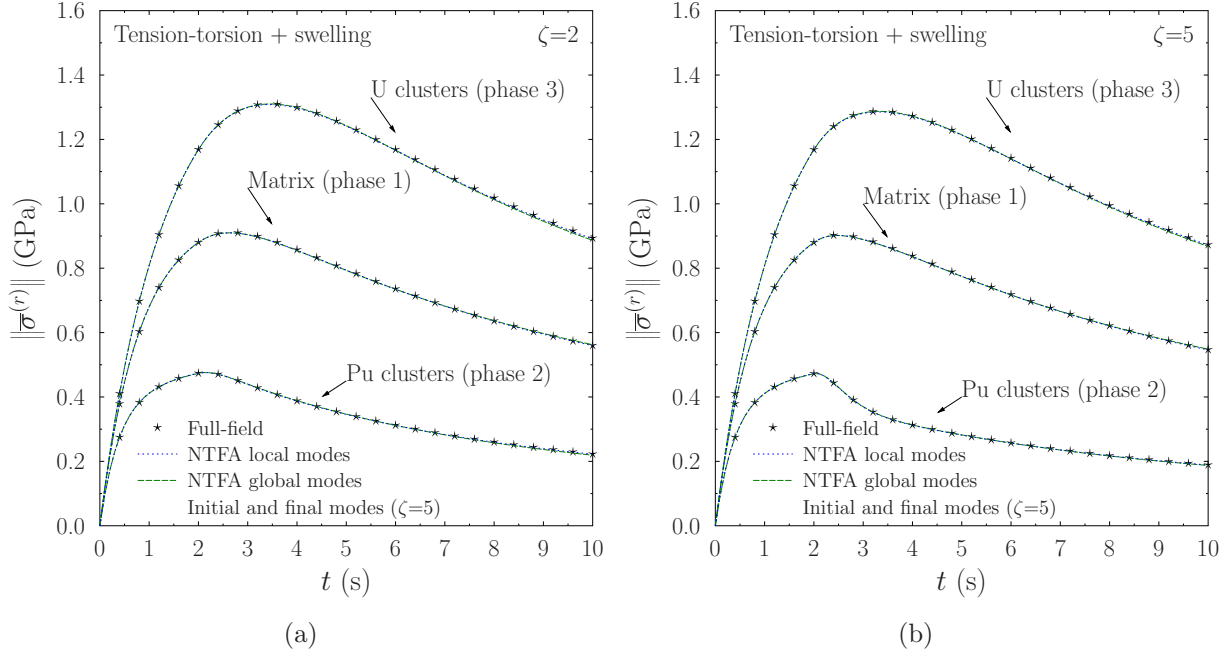 Tension-torsion + swelling
ζ=2
U clusters (phase 3)
Matrix (phase 1)
Pu clusters (phase 2)
Full-field
NTFA local modes
NTFA global modes
Initial and final modes (ζ=5)
1.6
1.4
1.2
1.0
0.8
0.6
0.4
0.2
0.0
0 1 2 3 4 5 6 7 8 9 10
‖σ̿^(r)‖ (GPa)
t (s)
(a)
Tension-torsion + swelling
ζ=5
U clusters (phase 3)
Matrix (phase 1)
Pu clusters (phase 2)
Full-field
NTFA local modes
NTFA global modes
Initial and final modes (ζ=5)
1.6
1.4
1.2
1.0
0.8
0.6
0.4
0.2
0.0
0 1 2 3 4 5 6 7 8 9 10
‖σ̿^(r)‖ (GPa)
t (s)
(b)